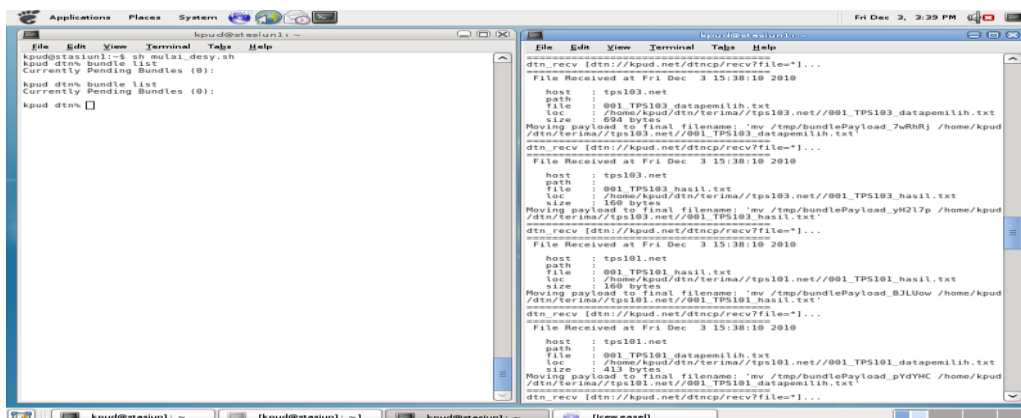 Applications Places System
Fri Dec 3, 3:39 PM
kpud@stasiun1: ~
File Edit View Terminal Tabs Help
kpud@stasiun1:~$ sh mulai_desy.sh
kpud dtn% bundle list
Currently Pending Bundles (0):
kpud dtn% bundle list
Currently Pending Bundles (0):
kpud dtn%
kpud@stasiun1: ~
File Edit View Terminal Tabs Help
========================================
dtn_recv [dtn://kpud.net/dtncp/recv?file=*]...
========================================
File Received at Fri Dec 3 15:38:10 2010
host : tps103.net
path :
file : 001_TPS103_datapemilih.txt
loc : /home/kpud/dtn/terima//tps103.net//001_TPS103_datapemilih.txt
size : 694 bytes
Moving payload to final filename: 'mv /tmp/bundlePayload_7wRhRj /home/kpud
/dtn/terima//tps103.net//001_TPS103_datapemilih.txt'
========================================
dtn_recv [dtn://kpud.net/dtncp/recv?file=*]...
========================================
File Received at Fri Dec 3 15:38:10 2010
host : tps103.net
path :
file : 001_TPS103_hasil.txt
loc : /home/kpud/dtn/terima//tps103.net//001_TPS103_hasil.txt
size : 160 bytes
Moving payload to final filename: 'mv /tmp/bundlePayload_yH2l7p /home/kpud
/dtn/terima//tps103.net//001_TPS103_hasil.txt'
========================================
dtn_recv [dtn://kpud.net/dtncp/recv?file=*]...
========================================
File Received at Fri Dec 3 15:38:10 2010
host : tps101.net
path :
file : 001_TPS101_hasil.txt
loc : /home/kpud/dtn/terima//tps101.net//001_TPS101_hasil.txt
size : 160 bytes
Moving payload to final filename: 'mv /tmp/bundlePayload_BJLUow /home/kpud
/dtn/terima//tps101.net//001_TPS101_hasil.txt'
========================================
dtn_recv [dtn://kpud.net/dtncp/recv?file=*]...
========================================
File Received at Fri Dec 3 15:38:10 2010
host : tps101.net
path :
file : 001_TPS101_datapemilih.txt
loc : /home/kpud/dtn/terima//tps101.net//001_TPS101_datapemilih.txt
size : 413 bytes
Moving payload to final filename: 'mv /tmp/bundlePayload_pYdYHC /home/kpud
/dtn/terima//tps101.net//001_TPS101_datapemilih.txt'
========================================
dtn_recv [dtn://kpud.net/dtncp/recv?file=*]...
kpud@stasiun1: ~
[kpud@stasiun1: ~]
kpud@stasiun1: ~